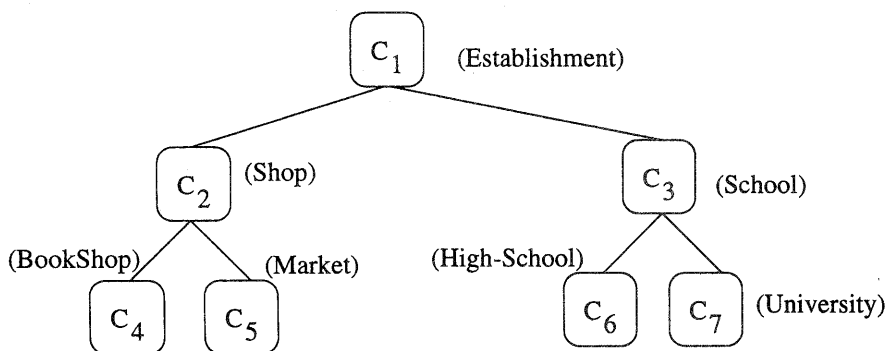 C1 (Establishment)
C2 (Shop)
C3 (School)
(BookShop) (Market) (High-School)
C4 C5 C6 C7 (University)